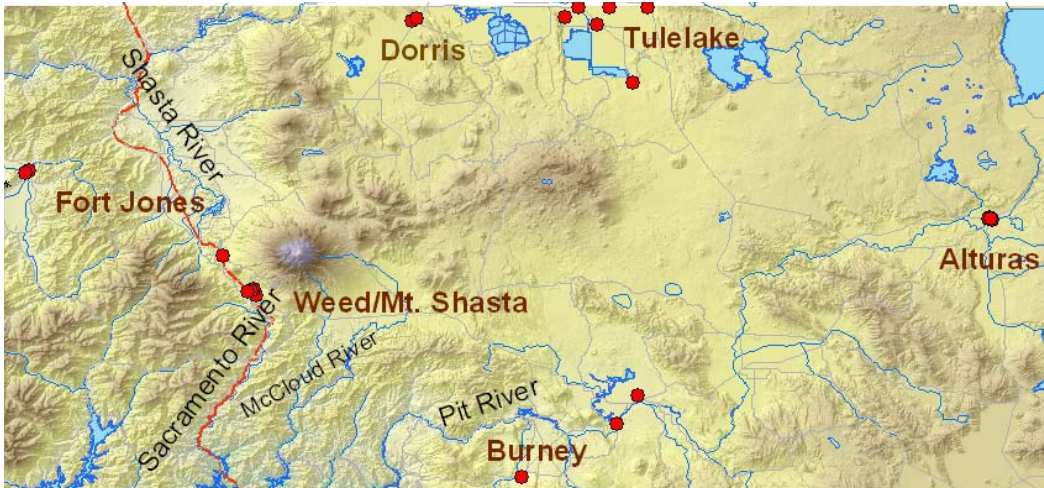 Dorris
Tulelake
Shasta River
Fort Jones
Alturas
Weed/Mt. Shasta
Sacramento River
McCloud River
Pit River
Burney